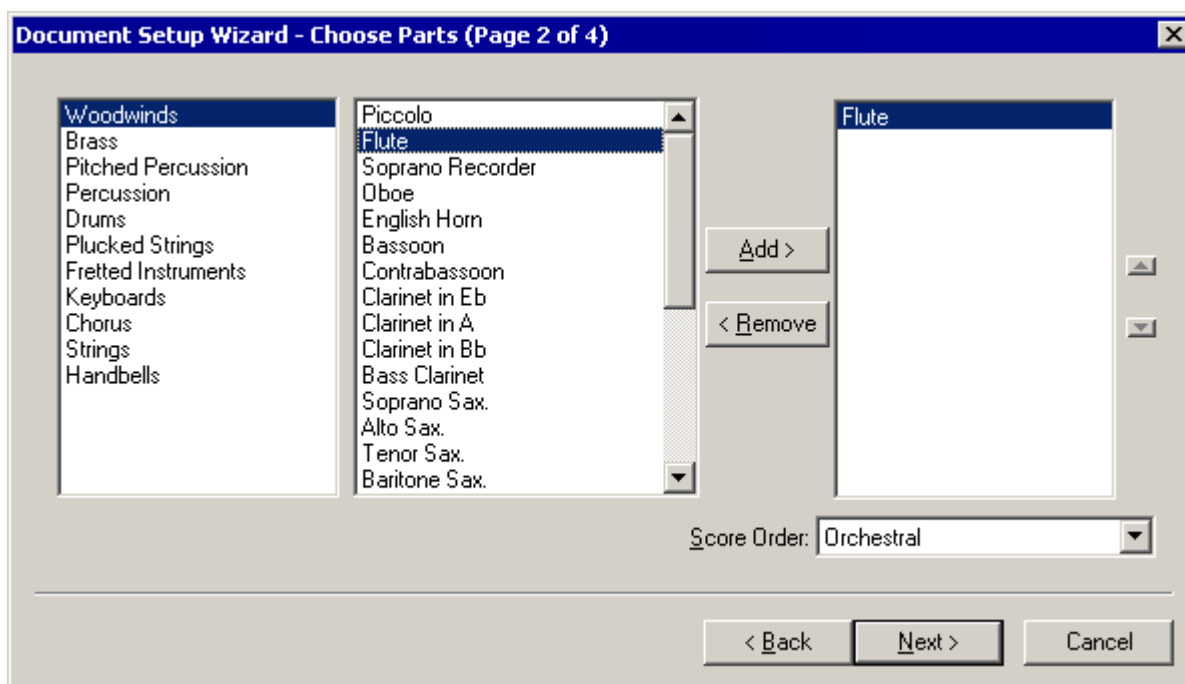 Document Setup Wizard - Choose Parts (Page 2 of 4)
Woodwinds
Brass
Pitched Percussion
Percussion
Drums
Plucked Strings
Fretted Instruments
Keyboards
Chorus
Strings
Handbells
Piccolo
Flute
Soprano Recorder
Oboe
English Horn
Bassoon
Contrabassoon
Clarinet in Eb
Clarinet in A
Clarinet in Bb
Bass Clarinet
Soprano Sax.
Alto Sax.
Tenor Sax.
Baritone Sax.
Add >
< Remove
Flute
Score Order: Orchestral
< Back
Next >
Cancel